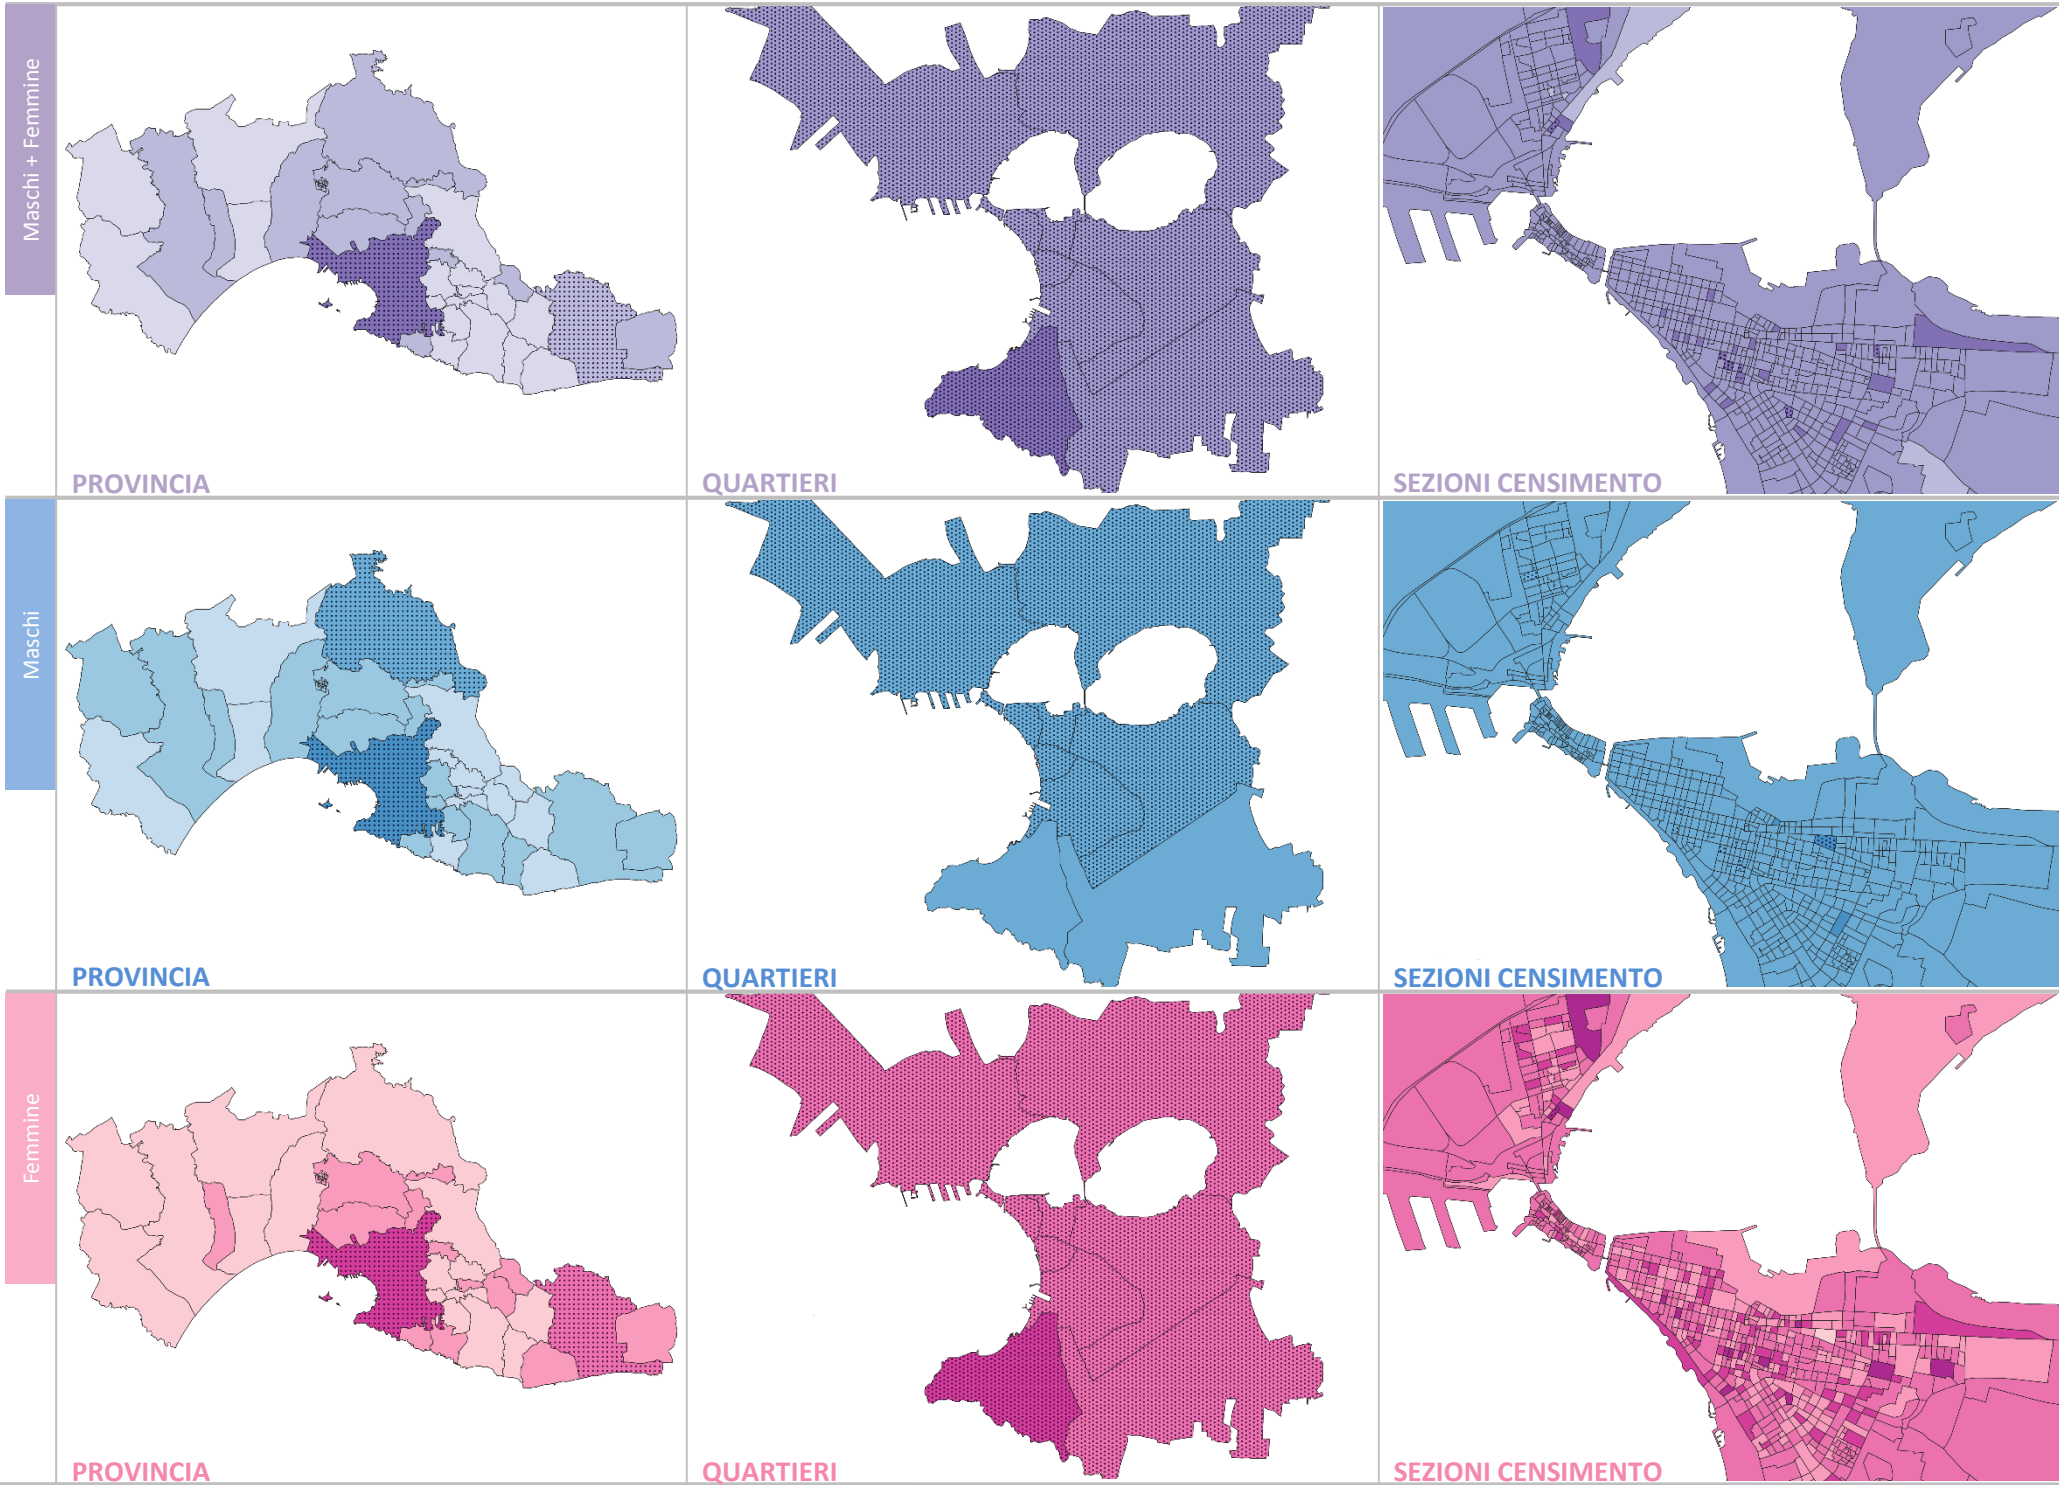 Maschi + Femmine
PROVINCIA
QUARTIERI
SEZIONI CENSIMENTO
Maschi
PROVINCIA
QUARTIERI
SEZIONI CENSIMENTO
Femmine
PROVINCIA
QUARTIERI
SEZIONI CENSIMENTO